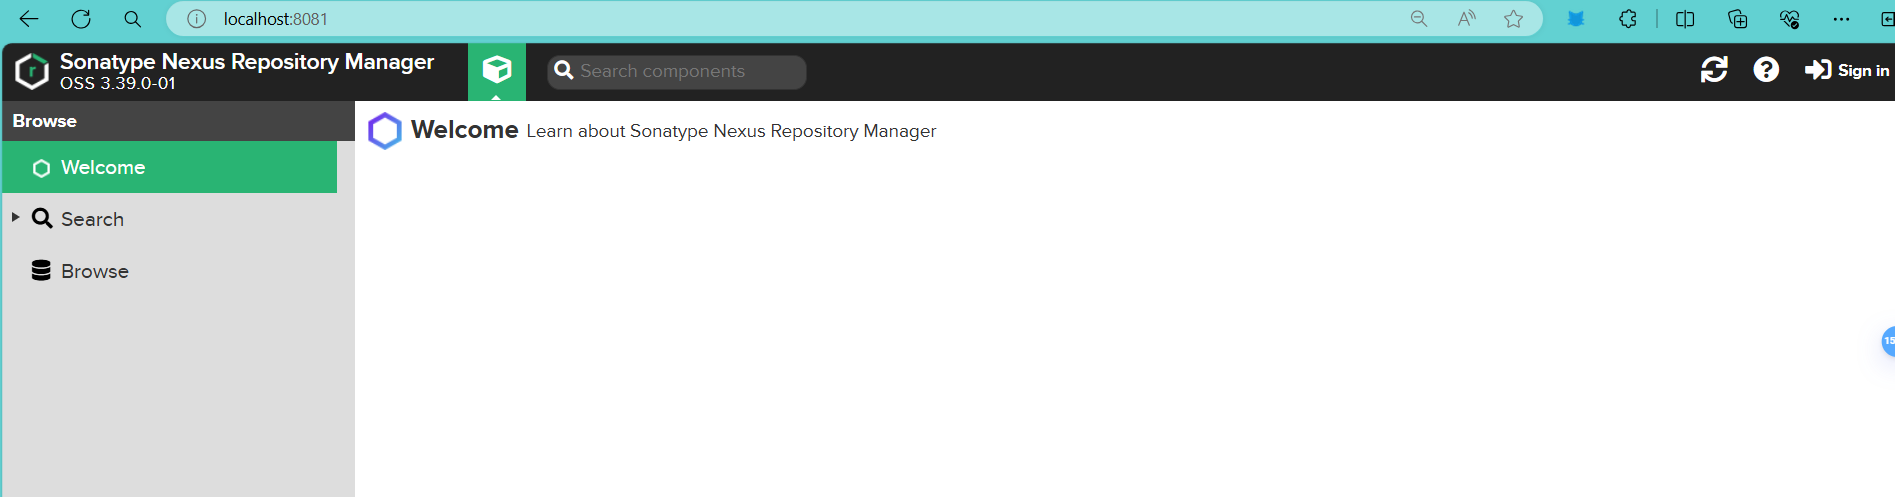 localhost:8081
Sonatype Nexus Repository Manager
OSS 3.39.0-01
Search components
Sign in
Browse
Welcome
Search
Browse
Welcome Learn about Sonatype Nexus Repository Manager
15